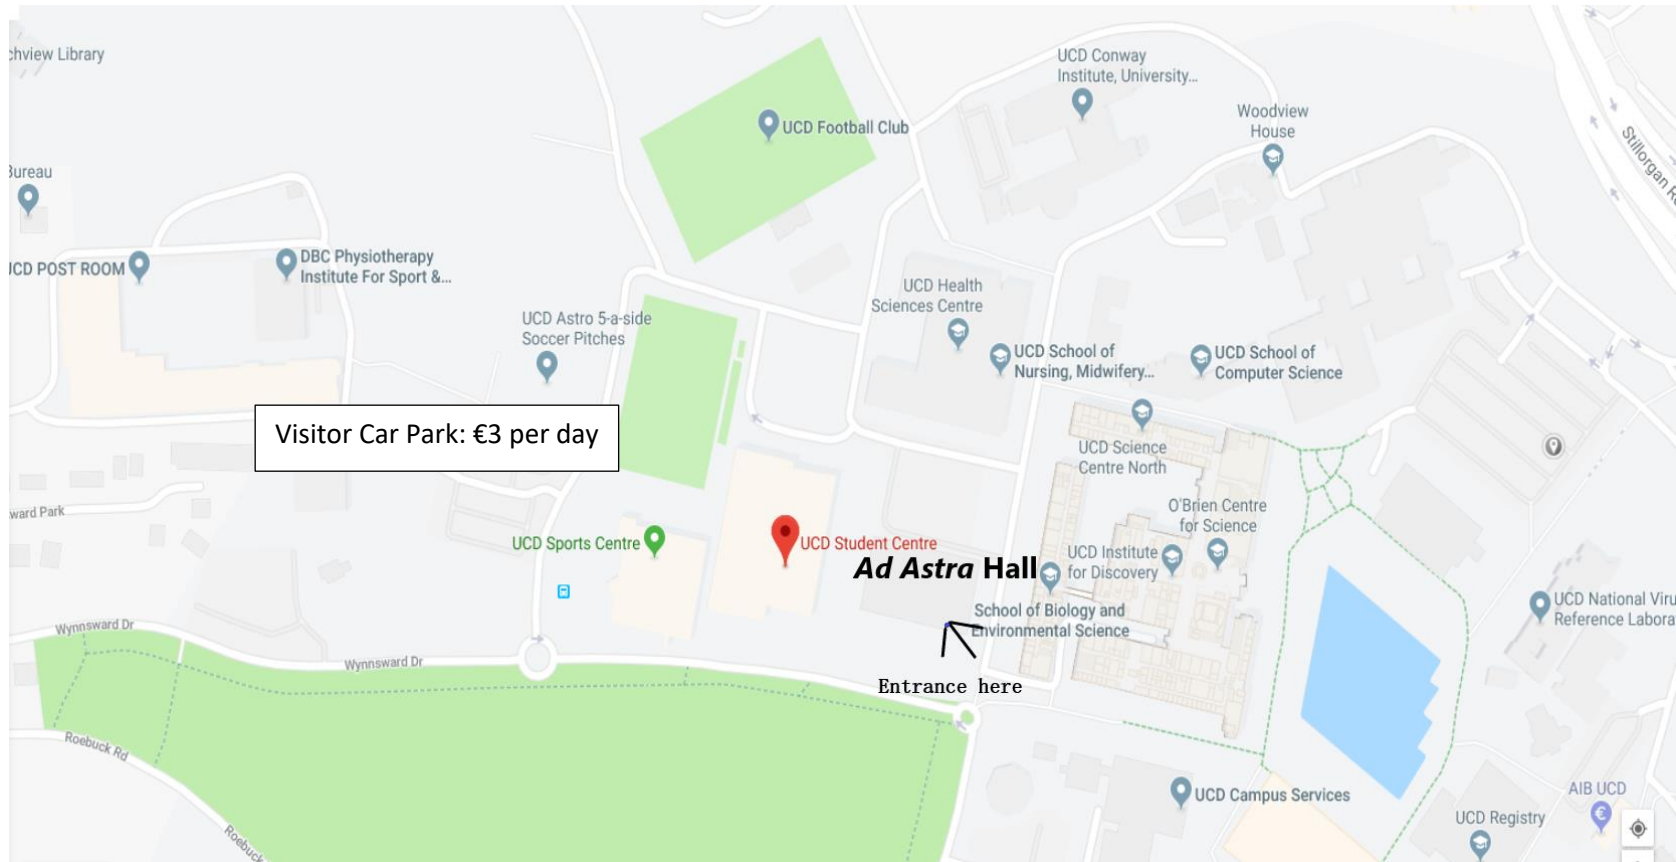 chview Library
UCD Conway
Institute, University...
Woodview
House
Stillorgan R
UCD Football Club
Bureau
UCD POST ROOM
DBC Physiotherapy
Institute For Sport &...
UCD Health
Sciences Centre
UCD Astro 5-a-side
Soccer Pitches
UCD School of
Nursing, Midwifery...
UCD School of
Computer Science
Visitor Car Park: €3 per day
UCD Science
Centre North
ward Park
O'Brien Centre
for Science
UCD Sports Centre
UCD Student Centre
Ad Astra Hall
UCD Institute
for Discovery
School of Biology and
Environmental Science
UCD National Viru
Reference Labora
Wynnsward Dr
Wynnsward Dr
Entrance here
Roebuck Rd
Roebuck
UCD Campus Services
AIB UCD
€
UCD Registry